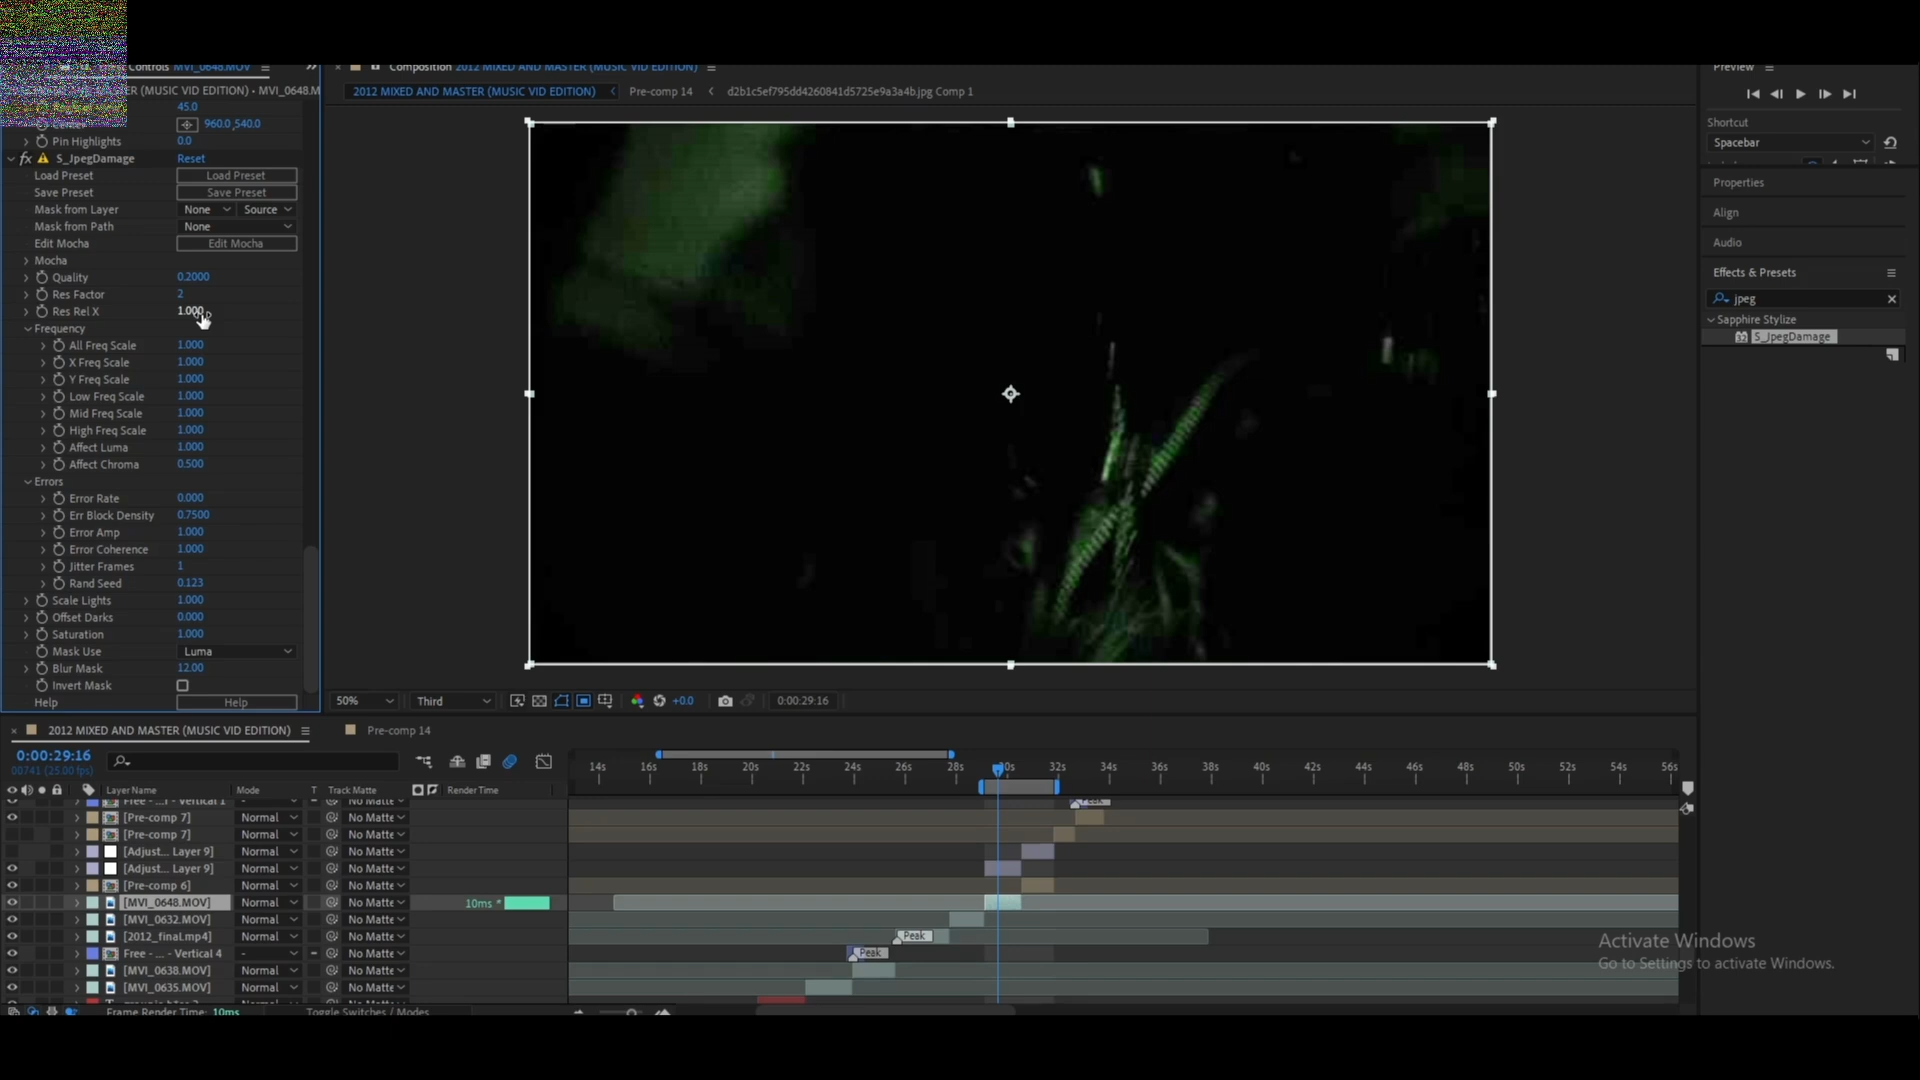 Controls MVI_0648.MOV
ER (MUSIC VID EDITION) • MVI_0648.M
45.0
Center 960.0,540.0
Pin Highlights 0.0
fx S_JpegDamage Reset
Load Preset Load Preset
Save Preset Save Preset
Mask from Layer None Source
Mask from Path None
Edit Mocha Edit Mocha
Mocha
Quality 0.2000
Res Factor 2
Res Rel X 1.000
Frequency
All Freq Scale 1.000
X Freq Scale 1.000
Y Freq Scale 1.000
Low Freq Scale 1.000
Mid Freq Scale 1.000
High Freq Scale 1.000
Affect Luma 1.000
Affect Chroma 0.500
Errors
Error Rate 0.000
Err Block Density 0.7500
Error Amp 1.000
Error Coherence 1.000
Jitter Frames 1
Rand Seed 0.123
Scale Lights 1.000
Offset Darks 0.000
Saturation 1.000
Mask Use Luma
Blur Mask 12.00
Invert Mask
Help Help
Composition 2012 MIXED AND MASTER (MUSIC VID EDITION)
2012 MIXED AND MASTER (MUSIC VID EDITION) Pre-comp 14 d2b1c5ef795dd4260841d5725e9a3a4b.jpg Comp 1
50% Third +0.0 0:00:29:16
Preview
Shortcut
Spacebar
Properties
Align
Audio
Effects & Presets
jpeg
Sapphire Stylize
32 S_JpegDamage
2012 MIXED AND MASTER (MUSIC VID EDITION) Pre-comp 14
0:00:29:16
00741 (25.00 fps)
14s 16s 18s 20s 22s 24s 26s 28s 30s 32s 34s 36s 38s 40s 42s 44s 46s 48s 50s 52s 54s 56s
Layer Name Mode T Track Matte Render Time
Free - ...r - Vertical 1 - No Matte Peak
[Pre-comp 7] Normal No Matte
[Pre-comp 7] Normal No Matte
[Adjust... Layer 9] Normal No Matte
[Adjust... Layer 9] Normal No Matte
[Pre-comp 6] Normal No Matte
[MVI_0648.MOV] Normal No Matte 10ms *
[MVI_0632.MOV] Normal No Matte
[2012_final.mp4] Normal No Matte Peak
Free - ... - Vertical 4 - No Matte Peak
[MVI_0638.MOV] Normal No Matte
[MVI_0635.MOV] Normal No Matte
Frame Render Time: 10ms Toggle Switches / Modes
Activate Windows
Go to Settings to activate Windows.